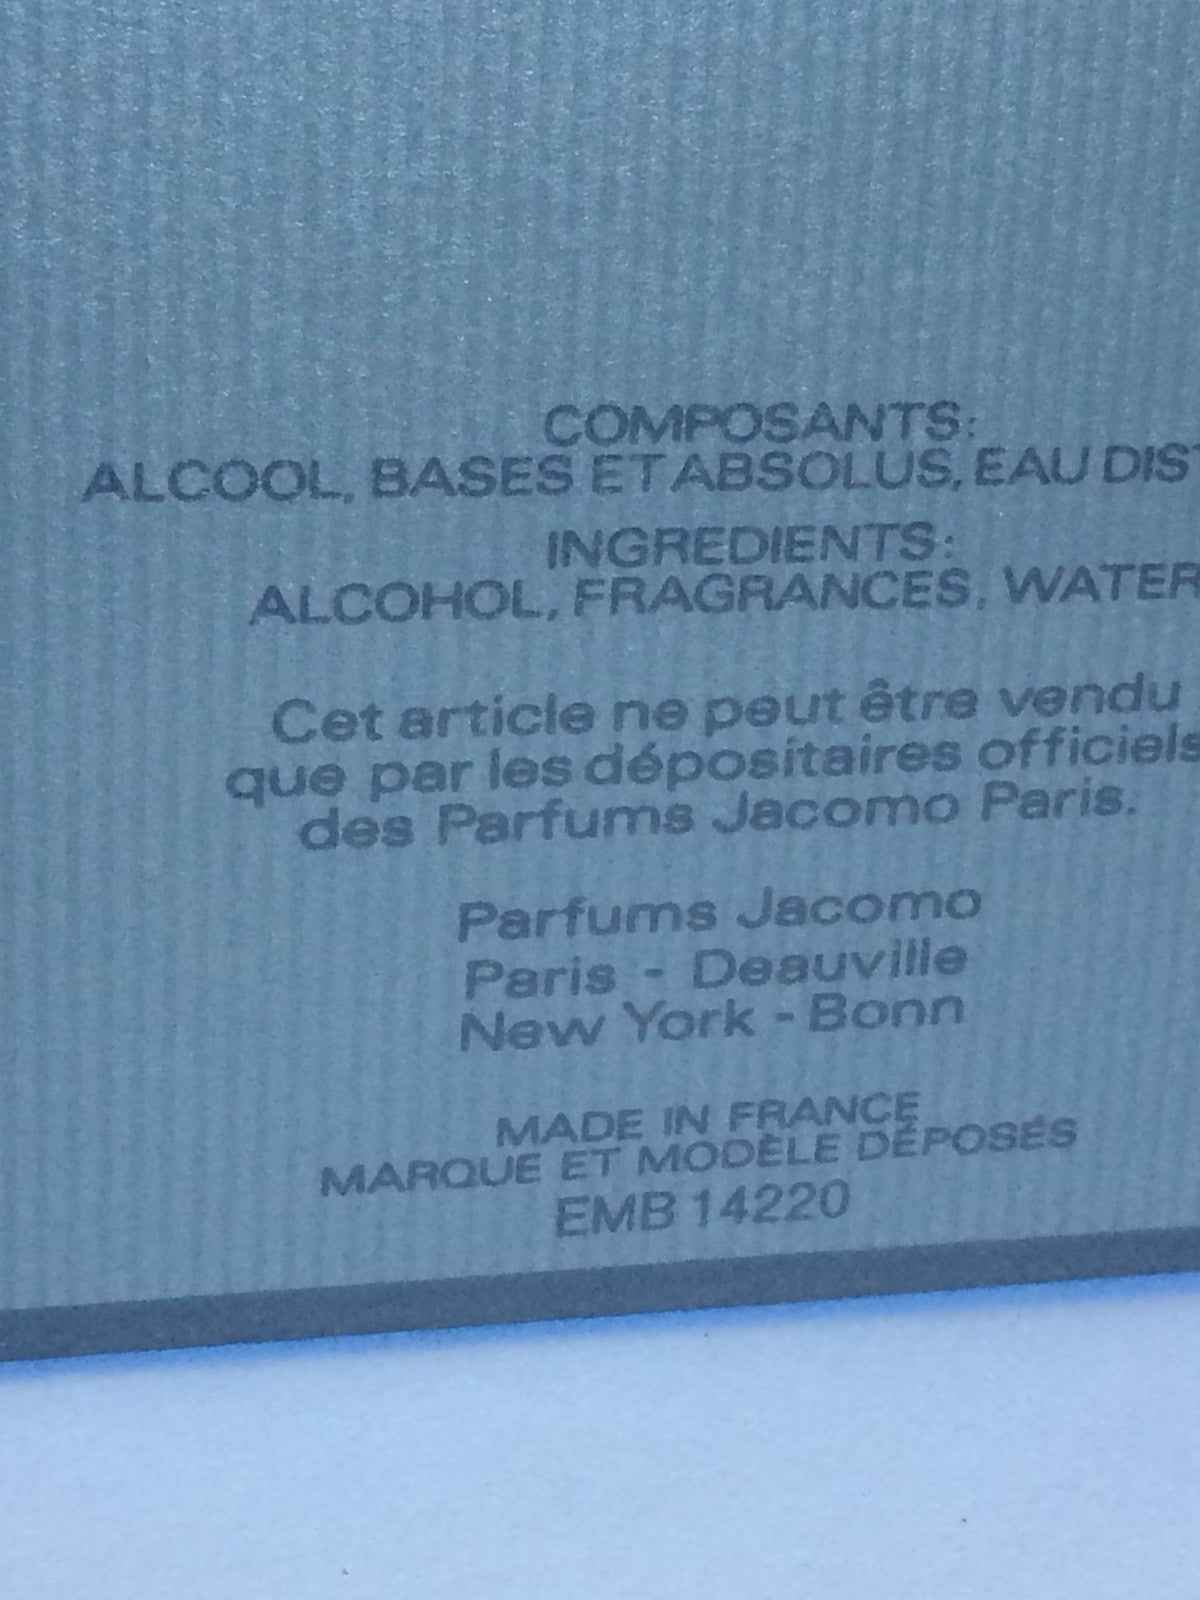 COMPOSANTS:
ALCOOL, BASES ET ABSOLUS, EAU DIST
INGREDIENTS:
ALCOHOL, FRAGRANCES, WATER
Cet article ne peut être vendu
que par les dépositaires officiels
des Parfums Jacomo Paris.
Parfums Jacomo
Paris - Deauville
New York - Bonn
MADE IN FRANCE
MARQUE ET MODÈLE DÉPOSÉS
EMB 14220